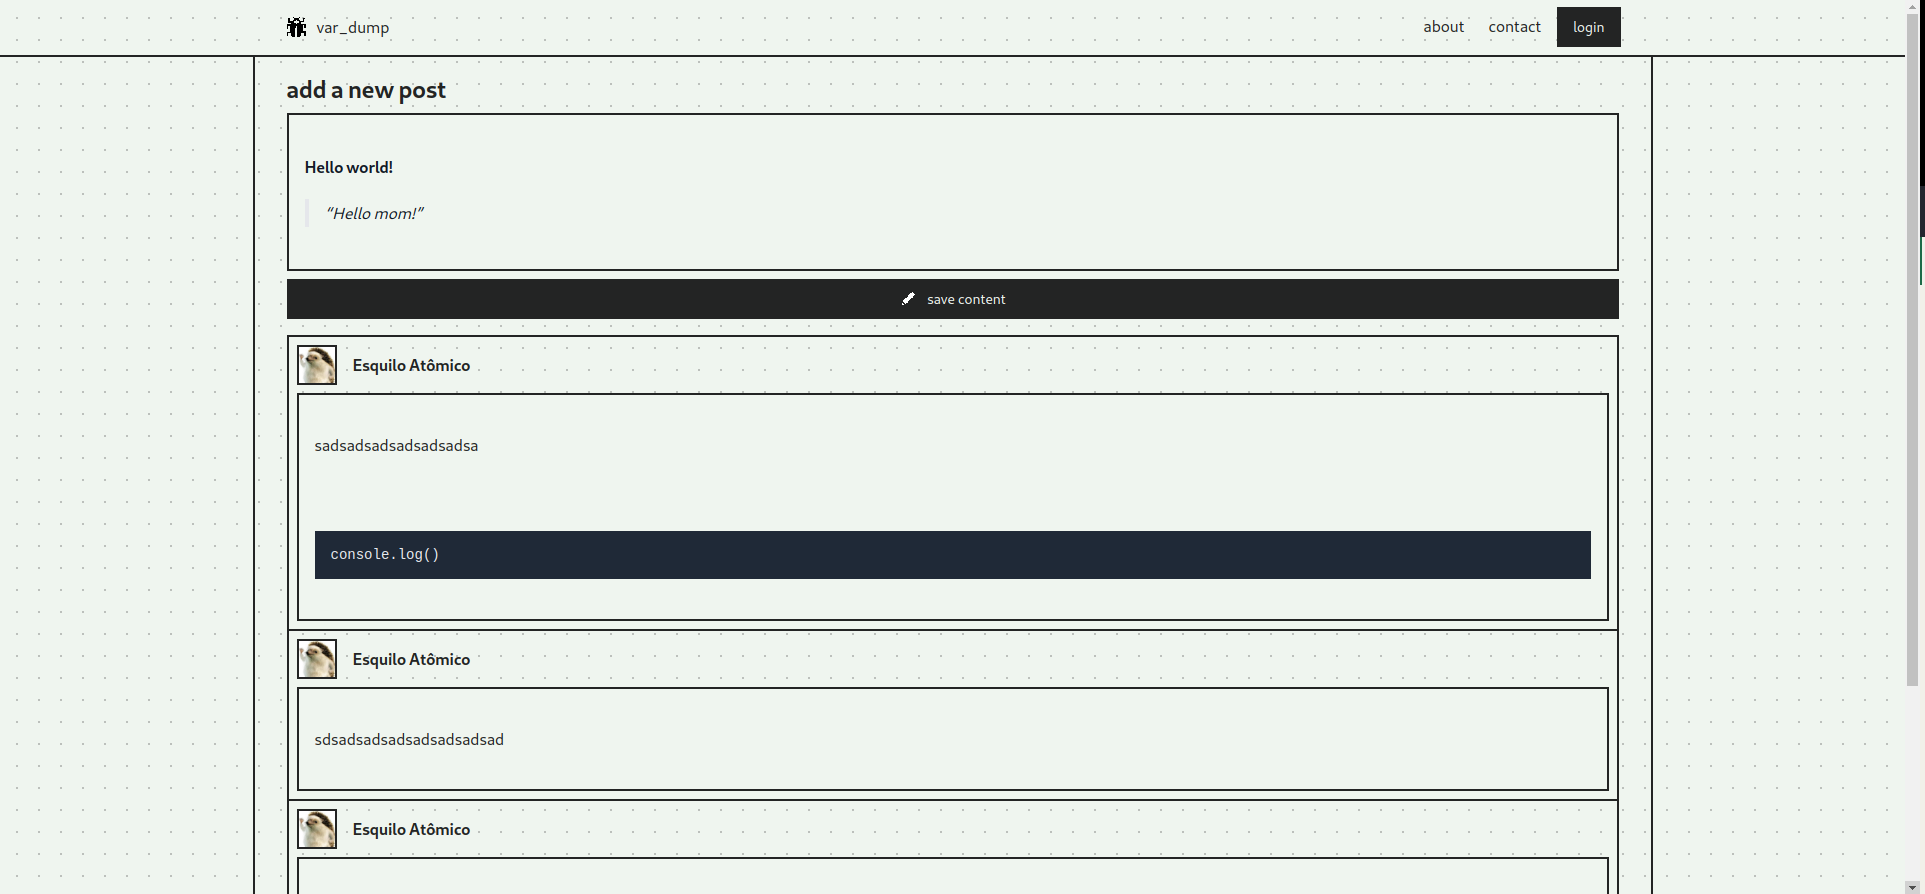 var_dump
about contact login
add a new post
Hello world!
“Hello mom!”
save content
Esquilo Atômico
sadsadsadsadsadsadsa
console.log()
Esquilo Atômico
sdsadsadsadsadsadsadsad
Esquilo Atômico